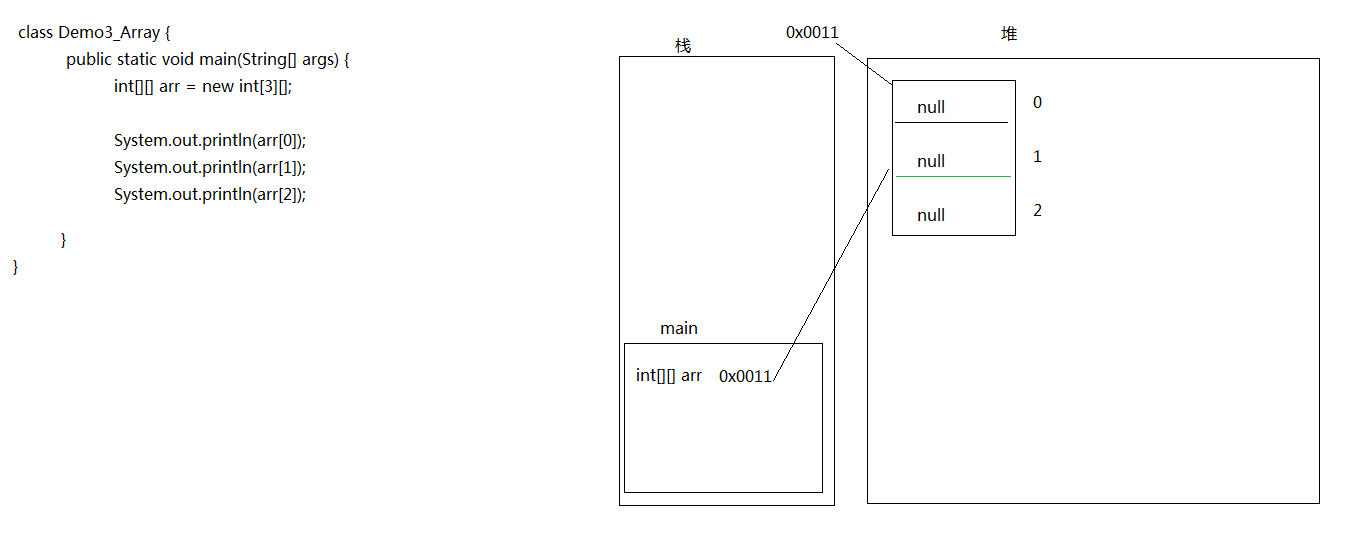 class Demo3_Array {
public static void main(String[] args) {
int[][] arr = new int[3][];
System.out.println(arr[0]);
System.out.println(arr[1]);
System.out.println(arr[2]);
}
}
栈
0x0011
堆
null
0
null
1
null
2
main
int[][] arr 0x0011